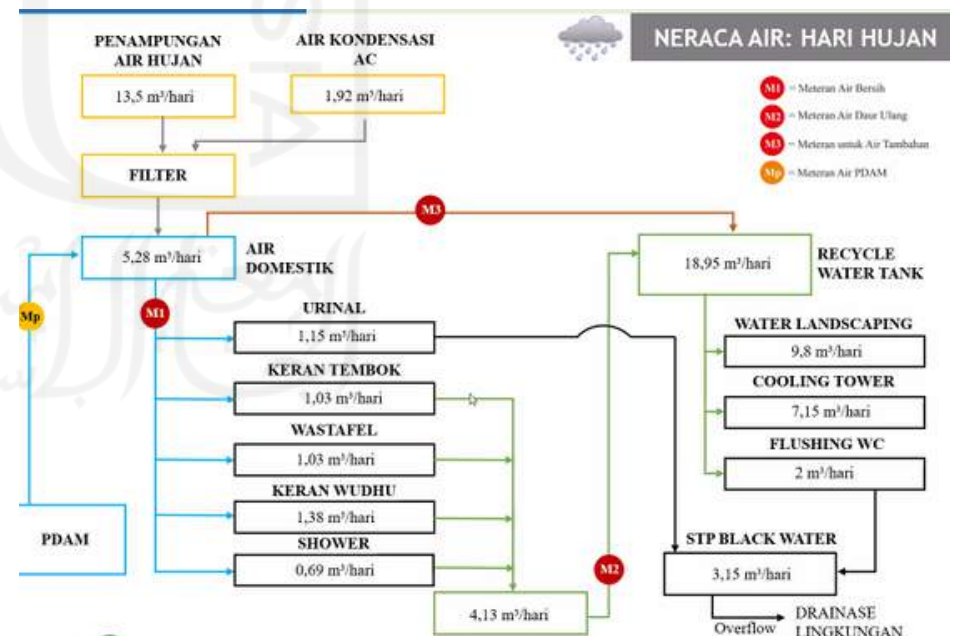 NERACA AIR: HARI HUJAN
PENAMPUNGAN
AIR HUJAN
13,5 m³/hari
AIR KONDENSASI
AC
1,92 m³/hari
M1 = Meteran Air Bersih
M2 = Meteran Air Daur Ulang
M3 = Meteran untuk Air Tambahan
Mp = Meteran Air PDAM
FILTER
M3
5,28 m³/hari
AIR
DOMESTIK
18,95 m³/hari
RECYCLE
WATER TANK
Mp
M1
URINAL
1,15 m³/hari
KERAN TEMBOK
1,03 m³/hari
WASTAFEL
1,03 m³/hari
KERAN WUDHU
1,38 m³/hari
SHOWER
0,69 m³/hari
WATER LANDSCAPING
9,8 m³/hari
COOLING TOWER
7,15 m³/hari
FLUSHING WC
2 m³/hari
PDAM
M2
4,13 m³/hari
STP BLACK WATER
3,15 m³/hari
Overflow
DRAINASE
LINGKUNGAN